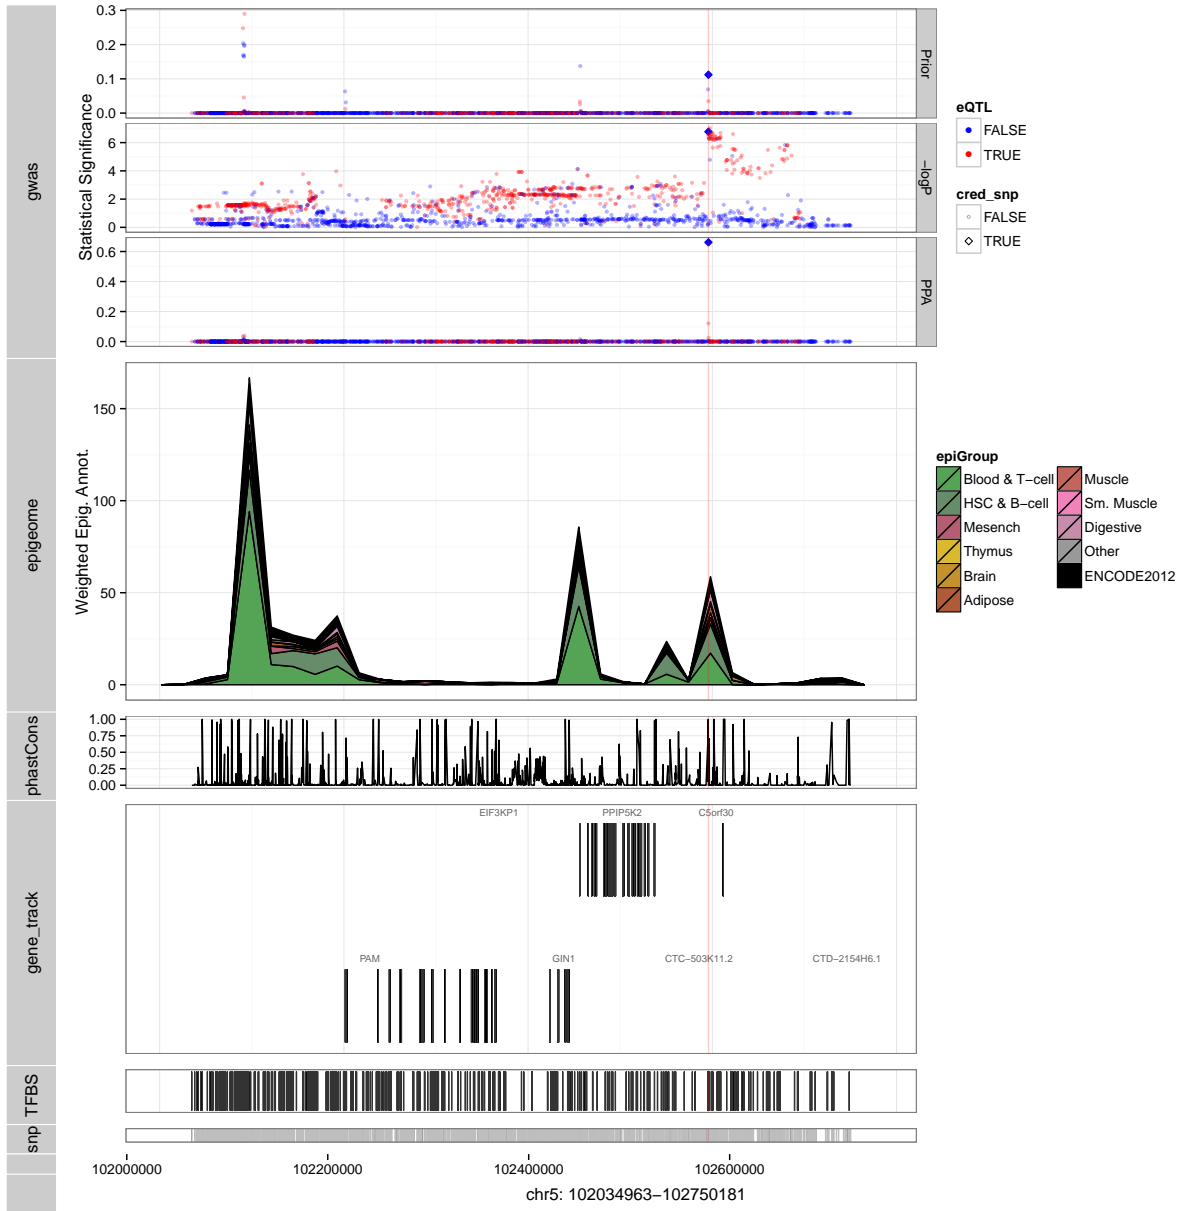 gwas
Statistical Significance
0.3
0.2
0.1
0.0
Prior
6
4
2
0
−logP
0.6
0.4
0.2
0.0
PPA
eQTL
FALSE
TRUE
cred_snp
FALSE
TRUE
epigeome
Weighted Epig. Annot.
150
100
50
0
epiGroup
Blood & T−cell
HSC & B−cell
Mesench
Thymus
Brain
Adipose
Muscle
Sm. Muscle
Digestive
Other
ENCODE2012
phastCons
1.00
0.75
0.50
0.25
0.00
gene_track
EIF3KP1
PPIP5K2
C5orf30
PAM
GIN1
CTC−503K11.2
CTD−2154H6.1
TFBS
snp
102000000
102200000
102400000
102600000
chr5: 102034963−102750181